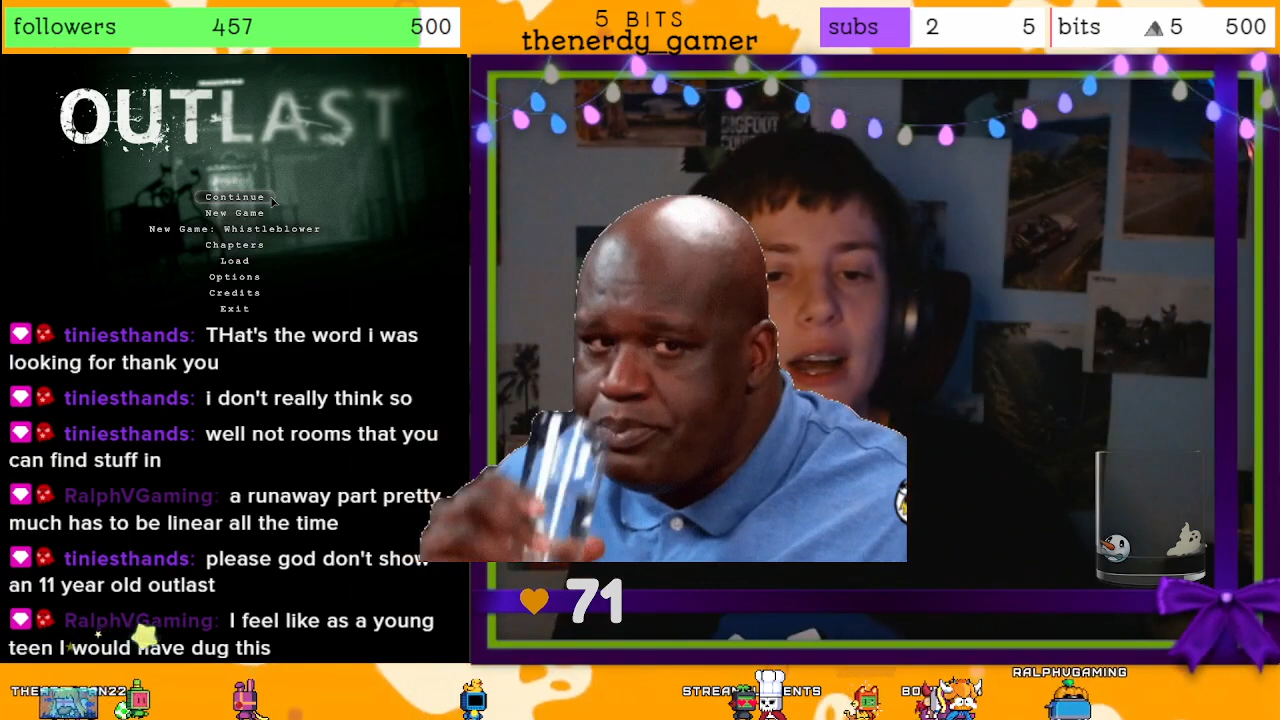 followers 457 500
5 BITS
thenerdy_gamer
subs 2 5
bits 5 500
OUTLAST
Continue
New Game
New Game: Whistleblower
Chapters
Load
Options
Credits
Exit
BIGFOOT
tiniesthands: THat's the word i was
looking for thank you
tiniesthands: i don't really think so
tiniesthands: well not rooms that you
can find stuff in
RalphVGaming: a runaway part pretty
much has to be linear all the time
tiniesthands: please god don't show
an 11 year old outlast
RalphVGaming: I feel like as a young
teen I would have dug this
71
RALPHVGAMING